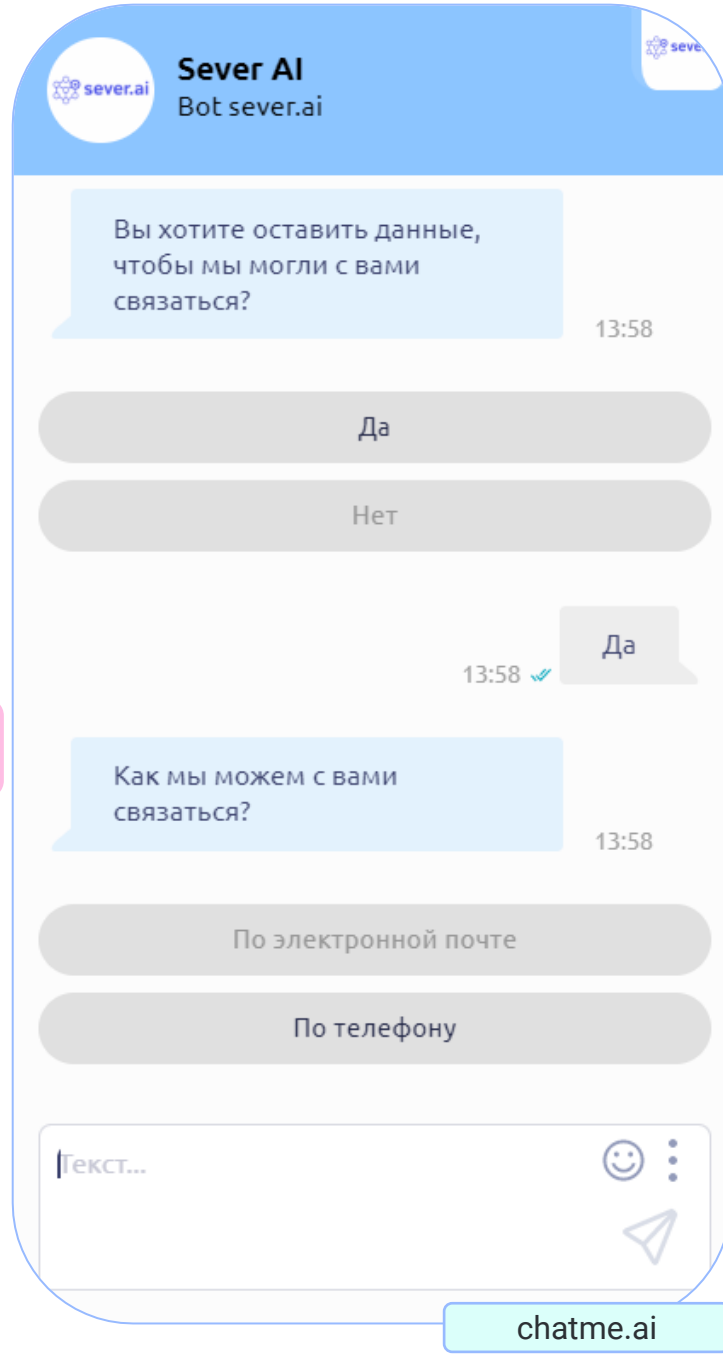 sever.ai
Sever AI
Bot sever.ai
Вы хотите оставить данные,
чтобы мы могли с вами
связаться?
13:58
Да
Нет
Да
13:58
Как мы можем с вами
связаться?
13:58
По электронной почте
По телефону
Текст...
chatme.ai